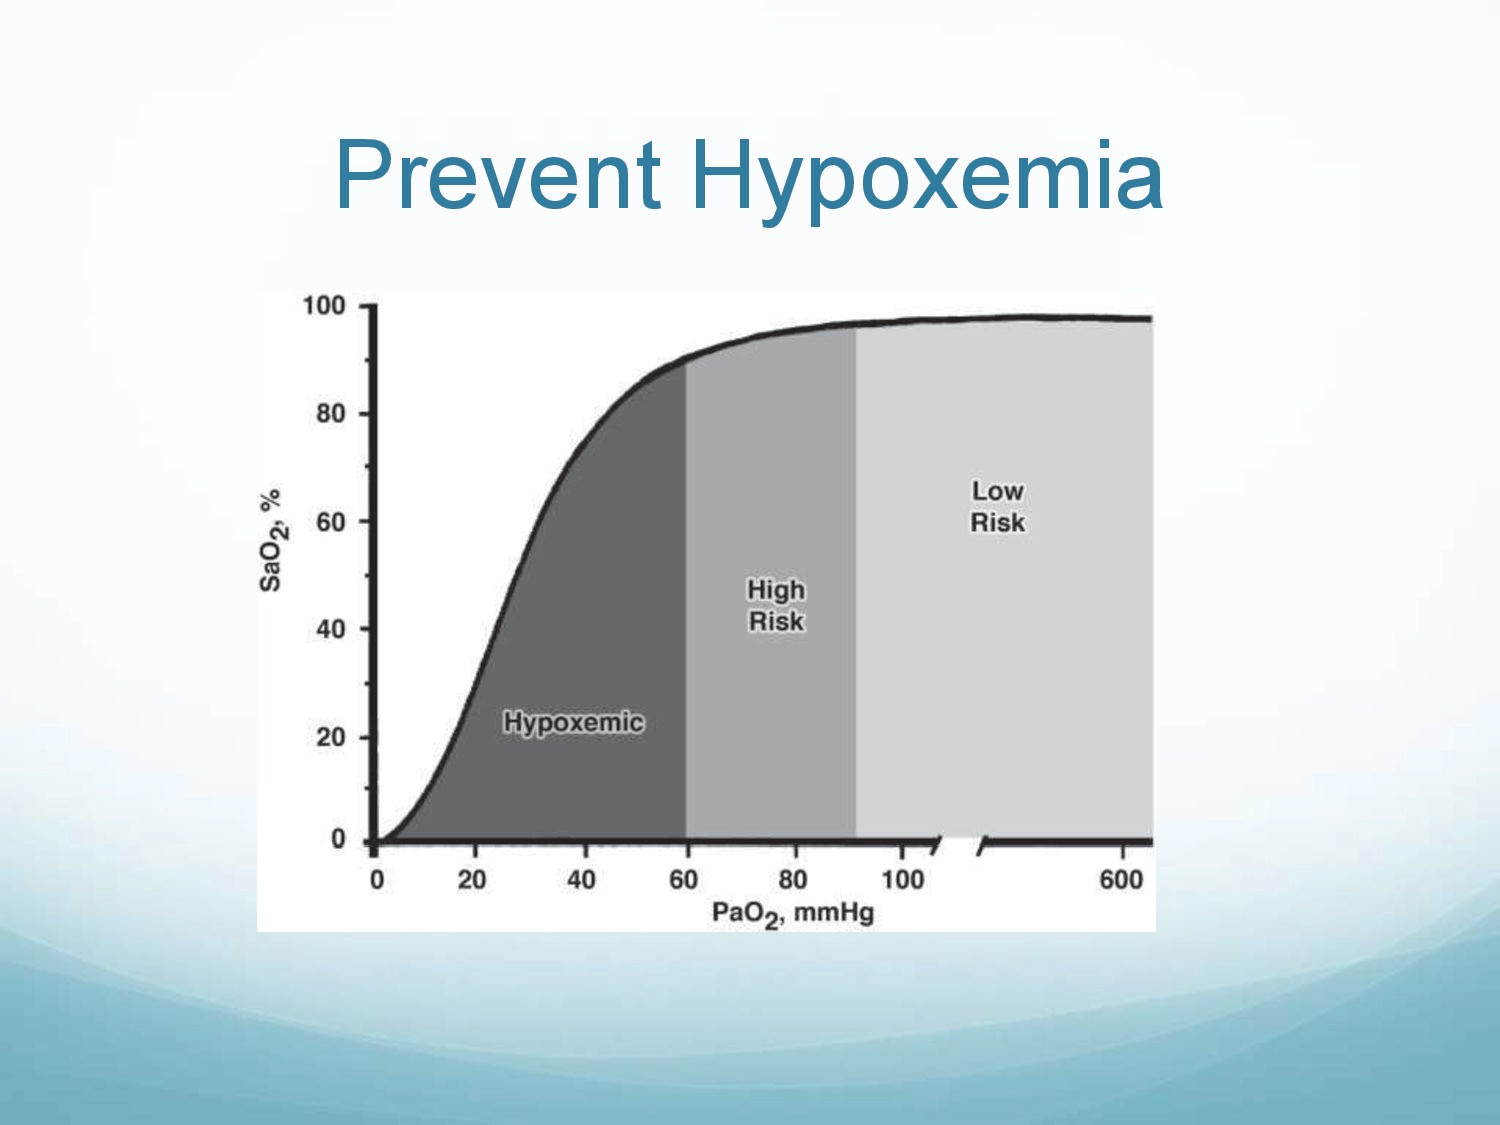 Prevent Hypoxemia
100
80
60
40
20
0
SaO2, %
Low
Risk
High
Risk
Hypoxemic
0 20 40 60 80 100 600
PaO2, mmHg